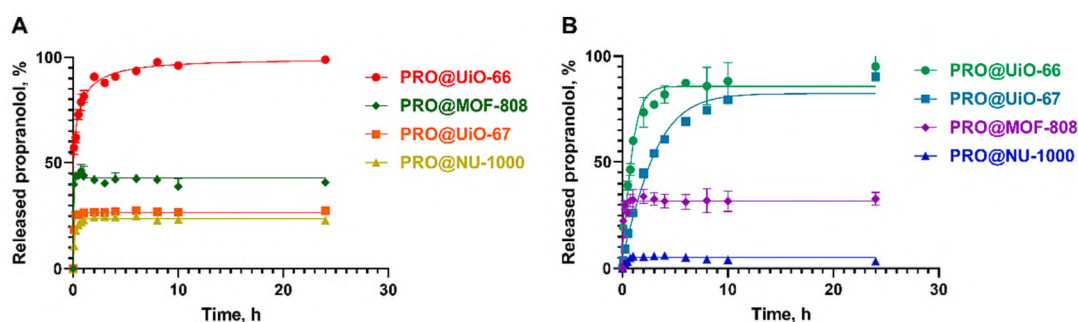 A
Released propranolol, %
100
50
0
0
10
20
30
Time, h
PRO@UiO-66
PRO@MOF-808
PRO@UiO-67
PRO@NU-1000
B
Released propranolol, %
100
50
0
0
10
20
30
Time, h
PRO@UiO-66
PRO@UiO-67
PRO@MOF-808
PRO@NU-1000